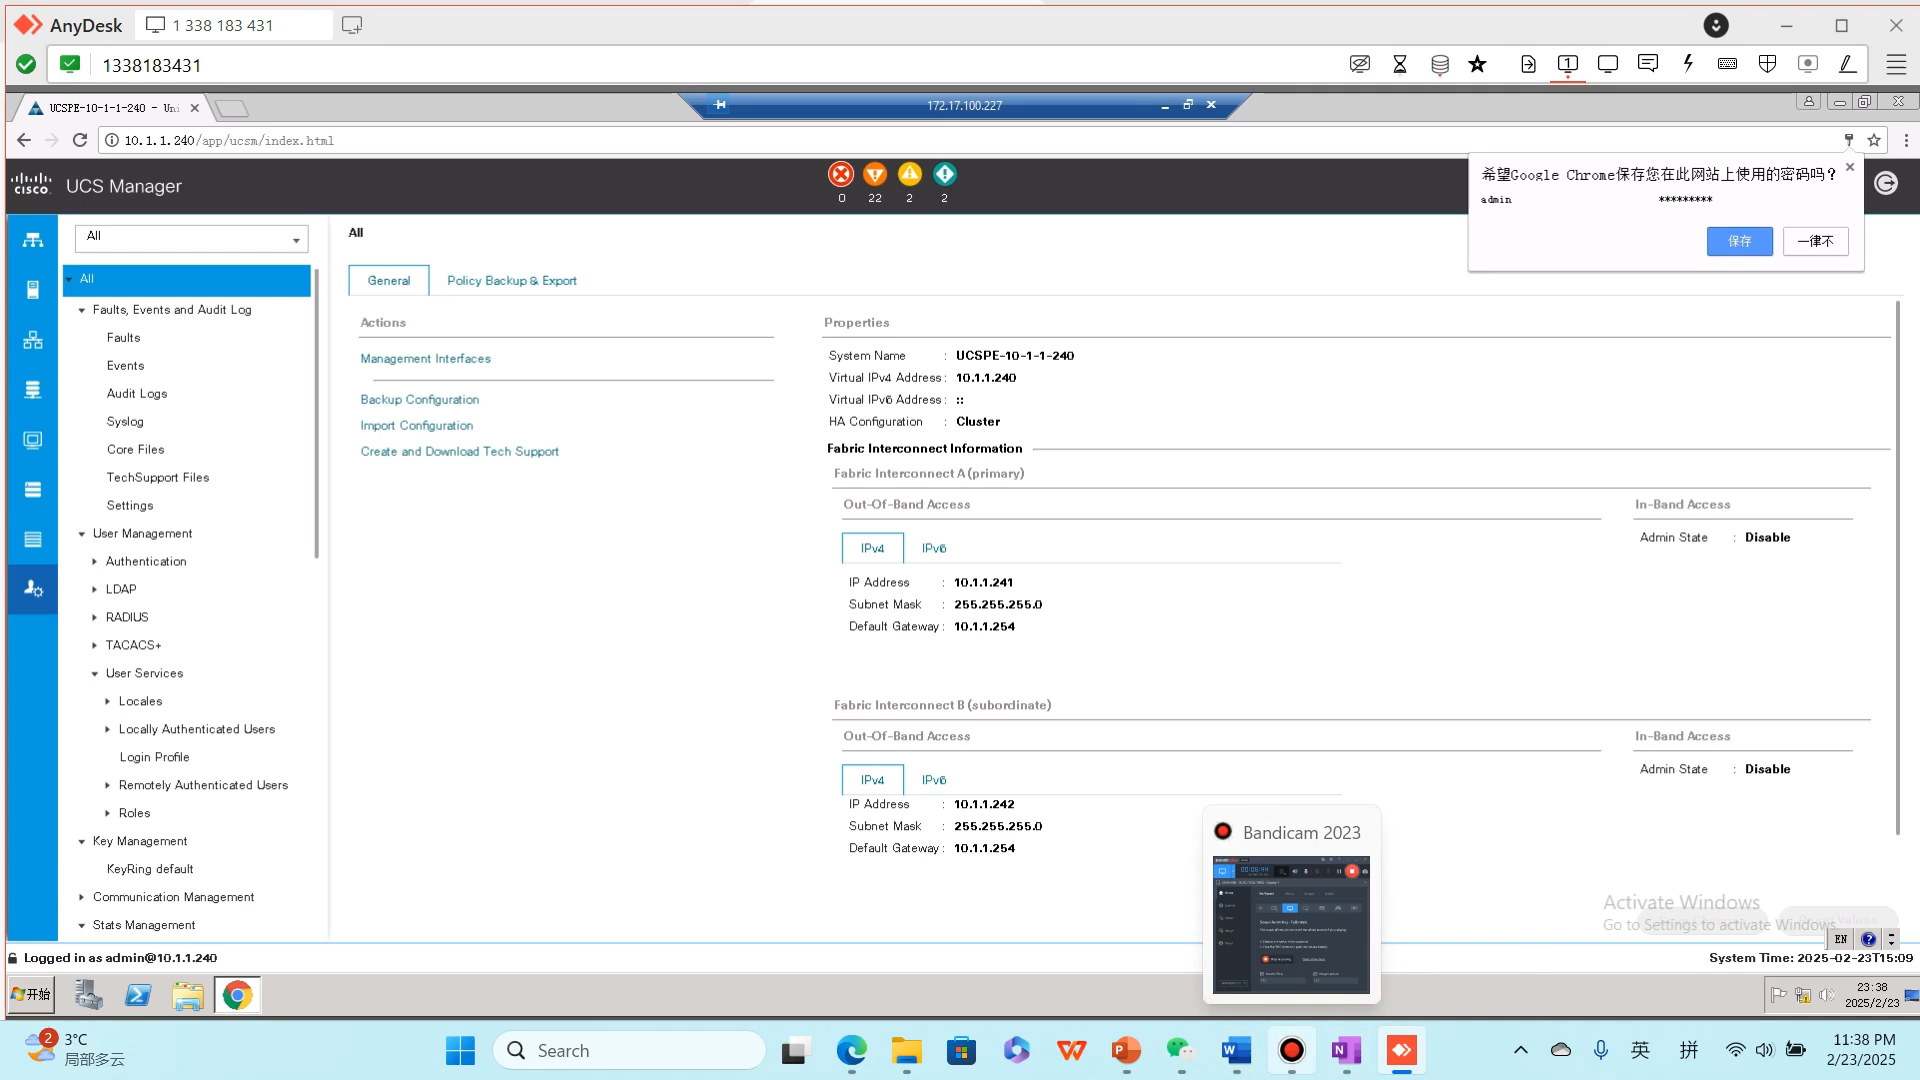 AnyDesk
1 338 183 431
1338183431
1
UCSPE-10-1-1-240 - Uni
172.17.100.227
10.1.1.240/app/ucsm/index.html
cisco
UCS Manager
0
22
2
2
希望Google Chrome保存您在此网站上使用的密码吗？
admin
*********
保存
一律不
All
All
Faults, Events and Audit Log
Faults
Events
Audit Logs
Syslog
Core Files
TechSupport Files
Settings
User Management
Authentication
LDAP
RADIUS
TACACS+
User Services
Locales
Locally Authenticated Users
Login Profile
Remotely Authenticated Users
Roles
Key Management
KeyRing default
Communication Management
Stats Management
All
General
Policy Backup & Export
Actions
Management Interfaces
Backup Configuration
Import Configuration
Create and Download Tech Support
Properties
System Name : UCSPE-10-1-1-240
Virtual IPv4 Address : 10.1.1.240
Virtual IPv6 Address : ::
HA Configuration : Cluster
Fabric Interconnect Information
Fabric Interconnect A (primary)
Out-Of-Band Access
IPv4
IPv6
IP Address : 10.1.1.241
Subnet Mask : 255.255.255.0
Default Gateway : 10.1.1.254
In-Band Access
Admin State : Disable
Fabric Interconnect B (subordinate)
Out-Of-Band Access
IPv4
IPv6
IP Address : 10.1.1.242
Subnet Mask : 255.255.255.0
Default Gateway : 10.1.1.254
In-Band Access
Admin State : Disable
Bandicam 2023
00:06:44
Activate Windows
Go to Settings to activate Windows.
EN
Logged in as admin@10.1.1.240
System Time: 2025-02-23T15:09
开始
23:38
2025/2/23
2
3°C
局部多云
Search
英
拼
11:38 PM
2/23/2025